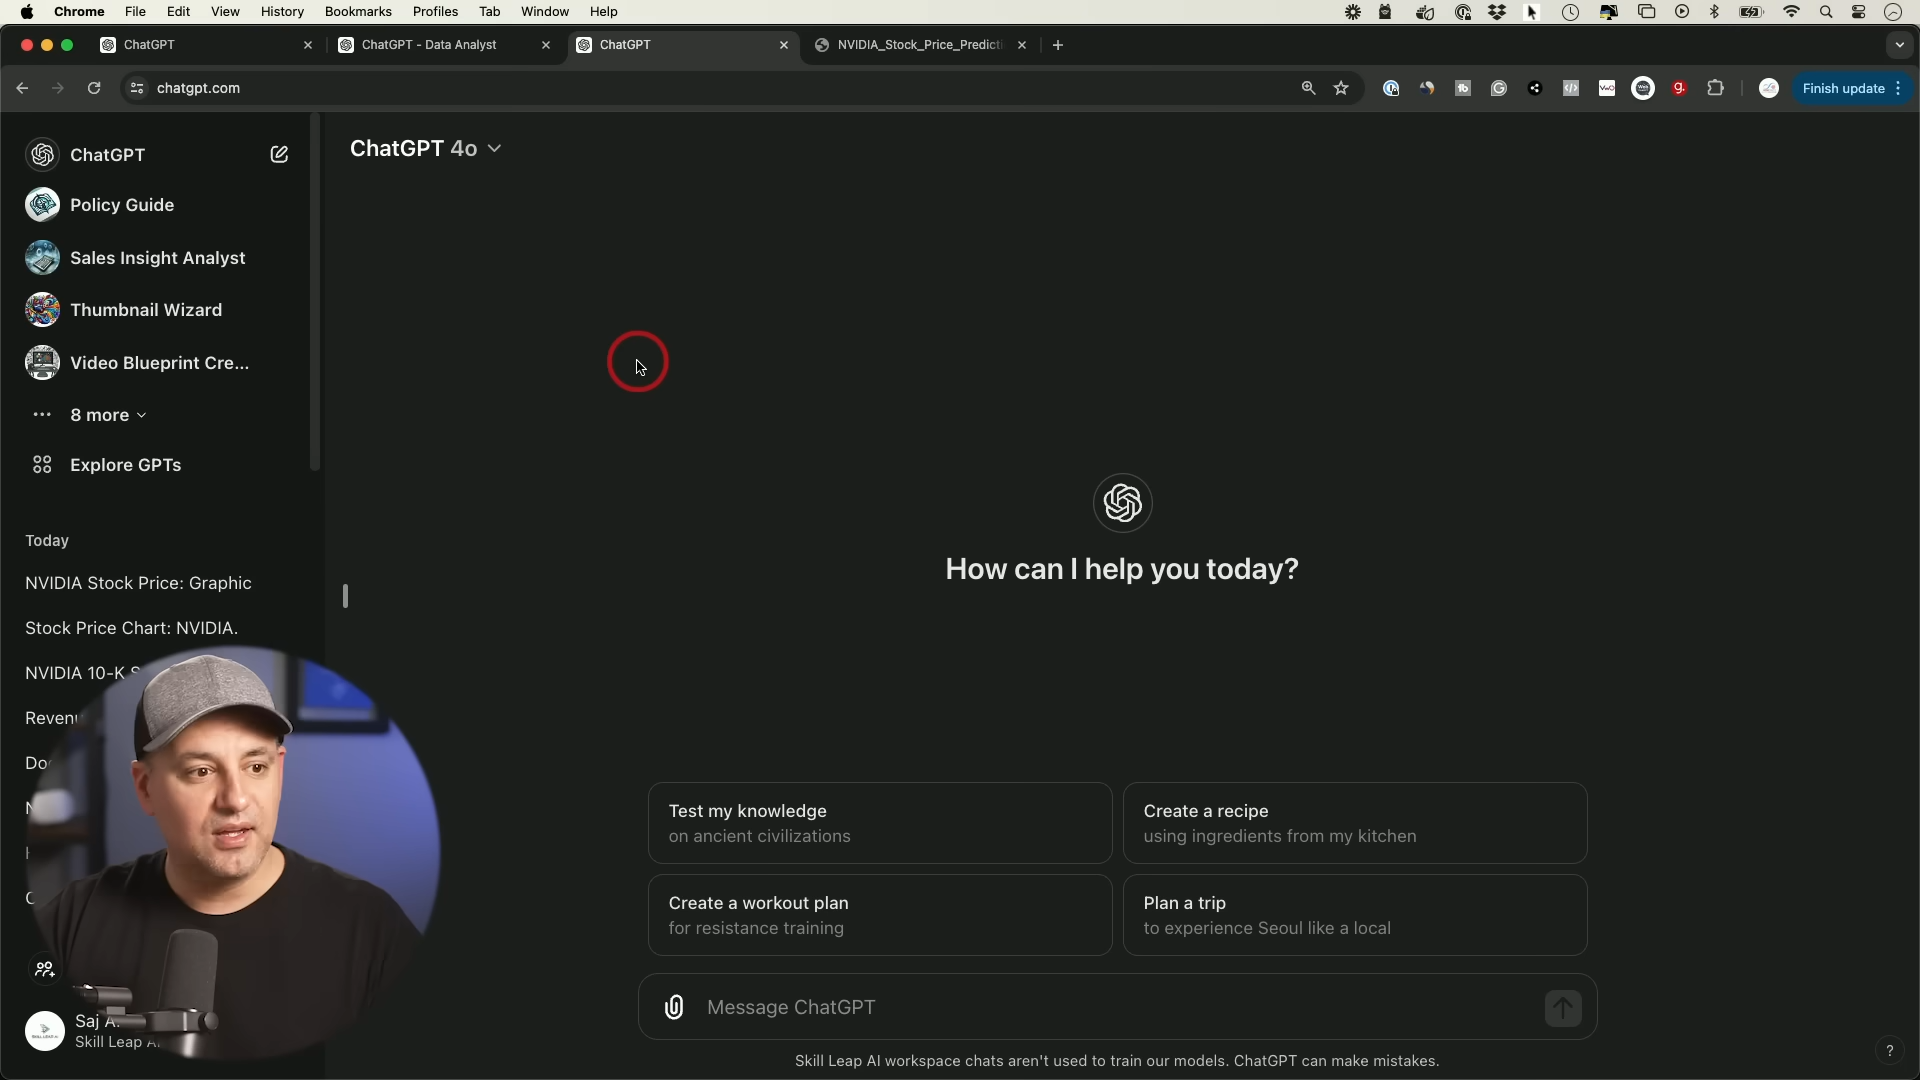 Chrome File Edit View History Bookmarks Profiles Tab Window Help
ChatGPT
ChatGPT - Data Analyst
ChatGPT
NVIDIA_Stock_Price_Predicti
chatgpt.com
Finish update
ChatGPT
Policy Guide
Sales Insight Analyst
Thumbnail Wizard
Video Blueprint Cre...
8 more
Explore GPTs
Today
NVIDIA Stock Price: Graphic
Stock Price Chart: NVIDIA.
NVIDIA 10-K
Saj A.
Skill Leap A
ChatGPT 4o
How can I help you today?
Test my knowledge
on ancient civilizations
Create a recipe
using ingredients from my kitchen
Create a workout plan
for resistance training
Plan a trip
to experience Seoul like a local
Message ChatGPT
Skill Leap AI workspace chats aren't used to train our models. ChatGPT can make mistakes.
?